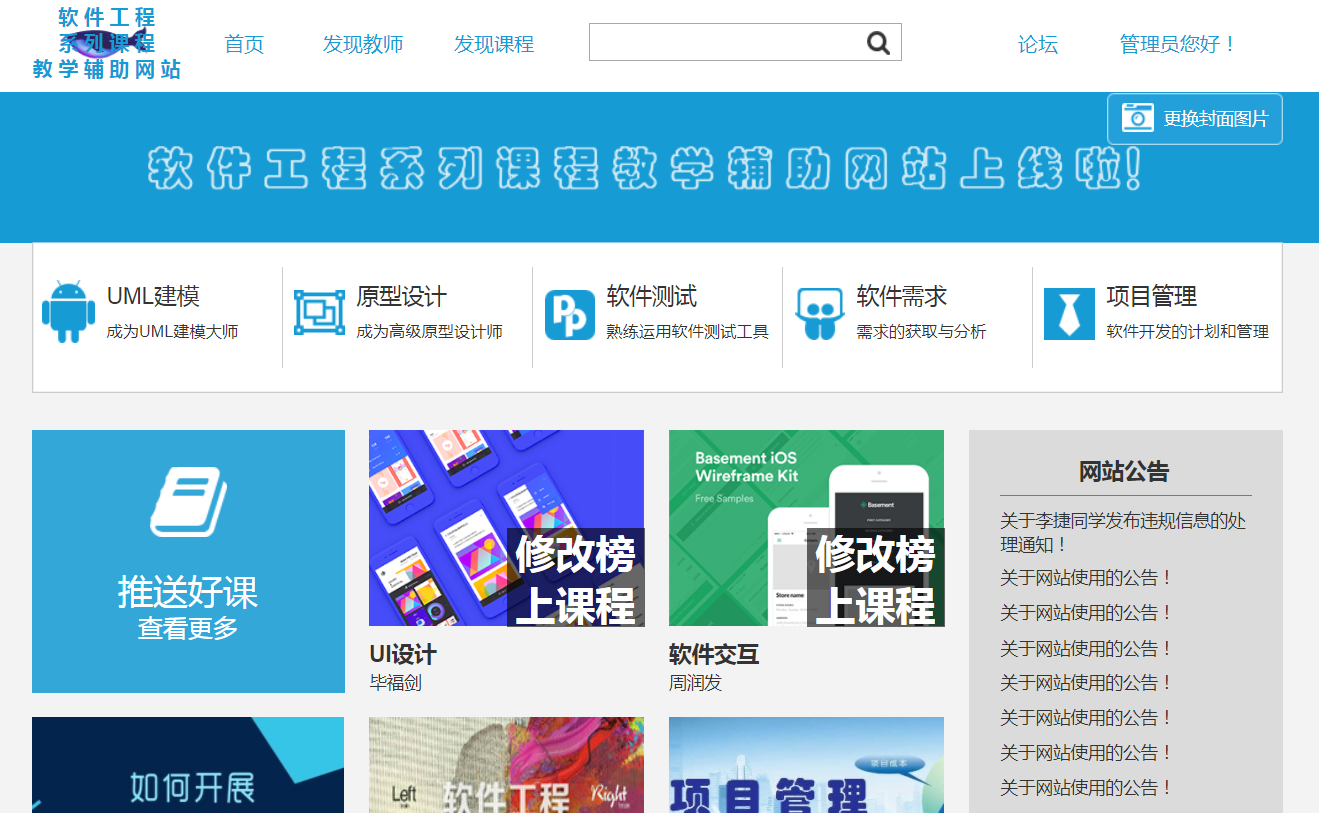 软件工程
系列课程
教学辅助网站
首页
发现教师
发现课程
论坛
管理员您好！
更换封面图片
软件工程系列课程教学辅助网站上线啦!
UML建模
成为UML建模大师
原型设计
成为高级原型设计师
软件测试
熟练运用软件测试工具
软件需求
需求的获取与分析
项目管理
软件开发的计划和管理
推送好课
查看更多
修改榜
上课程
UI设计
毕福剑
Basement iOS
Wireframe Kit
Free Samples
Basement
Store name
修改榜
上课程
软件交互
周润发
网站公告
关于李捷同学发布违规信息的处
理通知！
关于网站使用的公告！
关于网站使用的公告！
关于网站使用的公告！
关于网站使用的公告！
关于网站使用的公告！
关于网站使用的公告！
关于网站使用的公告！
如何开展
Left
软件工程
Right
项目成本
项目管理